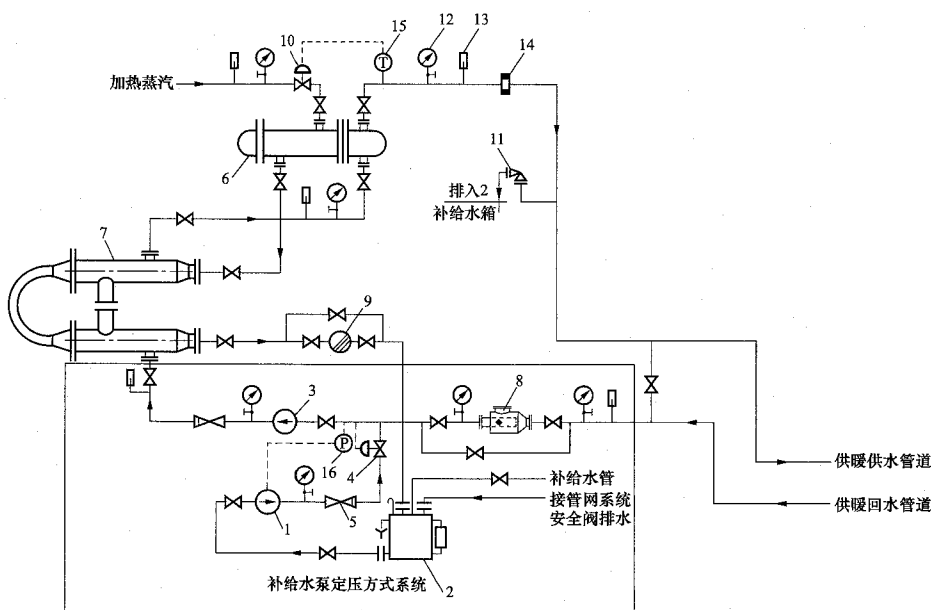 12
13
15
10
14
T
加热蒸汽
11
6
排入2
补给水箱
7
9
3
8
P
16
4
供暖供水管道
补给水管
接管网系统
安全阀排水
供暖回水管道
1
5
补给水泵定压方式系统
2